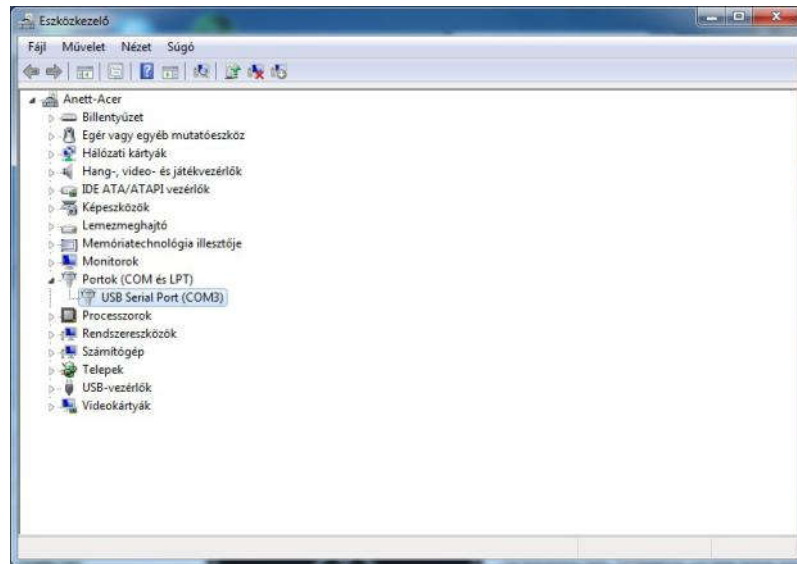 Eszközkezelő
Fájl Művelet Nézet Súgó
Anett-Acer
Billentyűzet
Egér vagy egyéb mutatóeszköz
Hálózati kártyák
Hang-, video- és játékvezérlők
IDE ATA/ATAPI vezérlők
Képeszközök
Lemezmeghajtó
Memóriatechnológia illesztője
Monitorok
Portok (COM és LPT)
USB Serial Port (COM3)
Processzorok
Rendszereszközök
Számítógép
Telepek
USB-vezérlők
Videokártyák